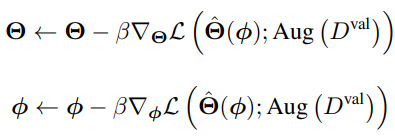 Θ ← Θ − β∇_Θ ℒ (Θ̂(ϕ); Aug (D^val))
ϕ ← ϕ − β∇_ϕ ℒ (Θ̂(ϕ); Aug (D^val))